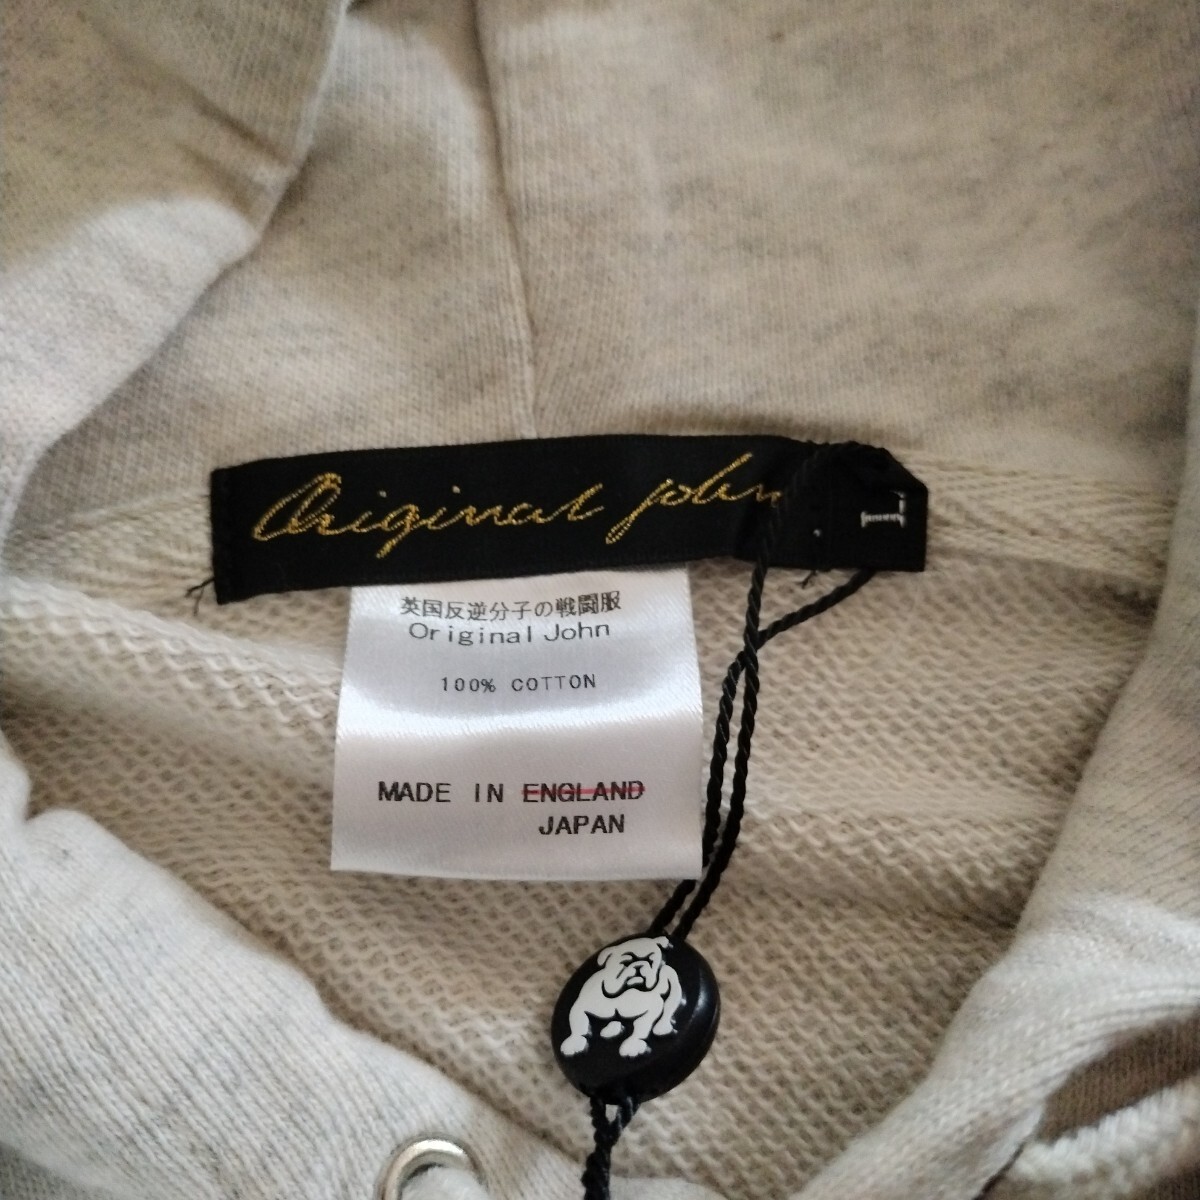 Original John
L
英国反逆分子の戦闘服
Original John
100% COTTON
MADE IN ENGLAND
JAPAN